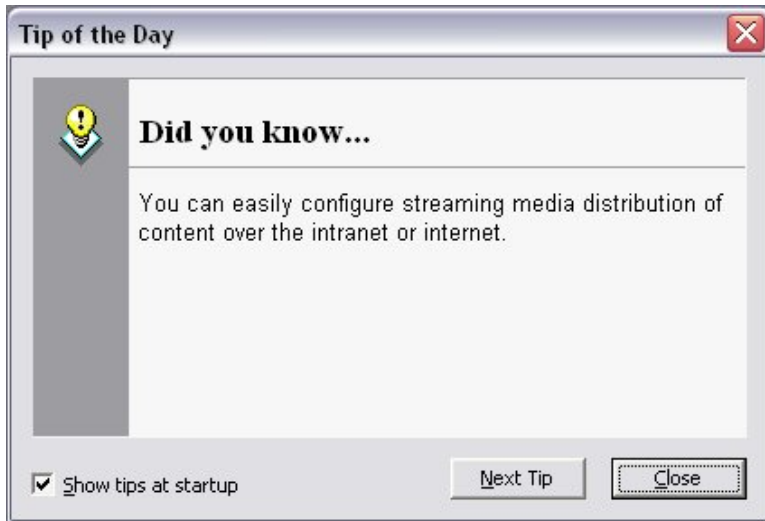 Tip of the Day
Did you know...
You can easily configure streaming media distribution of
content over the intranet or internet.
Show tips at startup
Next Tip
Close